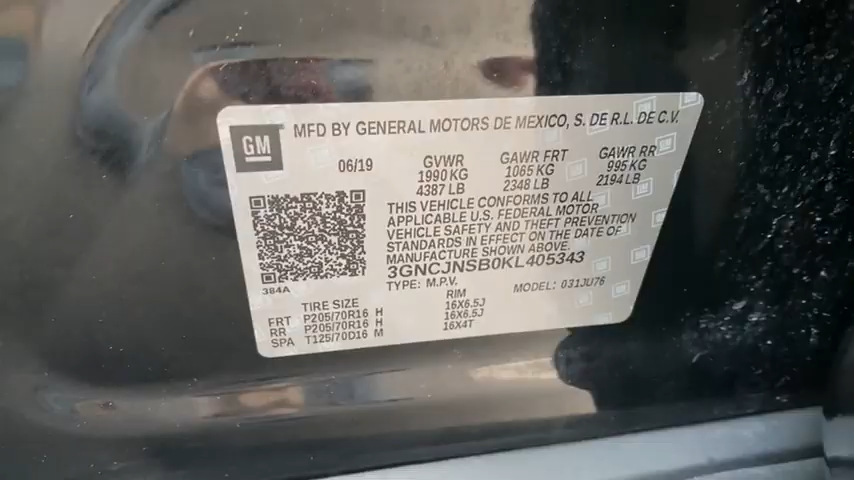 GM MFD BY GENERAL MOTORS DE MEXICO, S. DE R.L. DE C.V.
06/19 GVWR GAWR FRT GAWR RR
1990 KG 1065 KG 995 KG
4387 LB 2348 LB 2194 LB
THIS VEHICLE CONFORMS TO ALL
APPLICABLE U.S. FEDERAL MOTOR
VEHICLE SAFETY AND THEFT PREVENTION
STANDARDS IN EFFECT ON THE DATE OF
MANUFACTURE SHOWN ABOVE.
3GNCJNSB0KL405343
384A
TYPE: M.P.V. MODEL: 031JU76
TIRE SIZE RIM
FRT P205/70R16 H 16X6.5J
RR P205/70R16 H 16X6.5J
SPA T125/70D16 M 16X4T